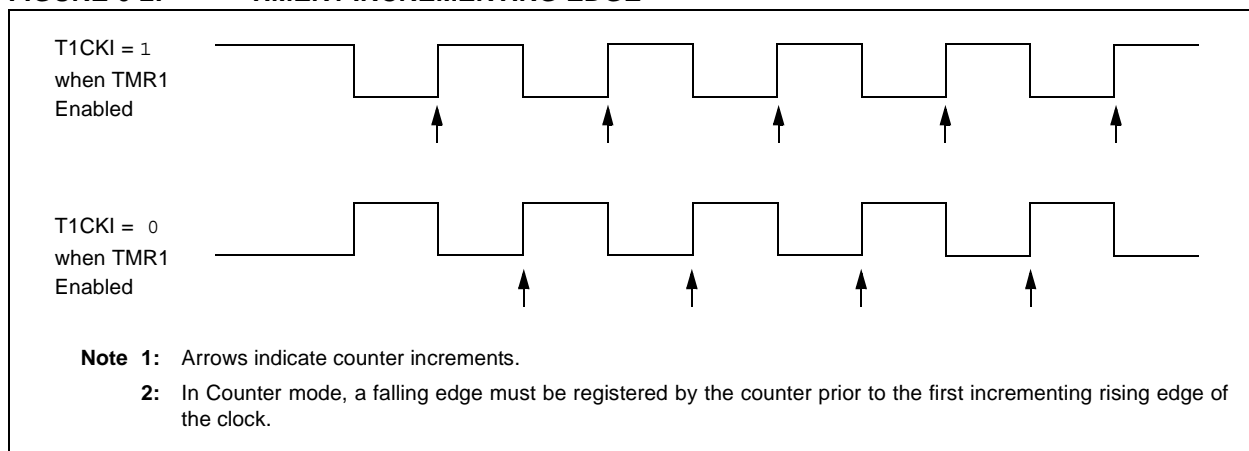 T1CKI = 1
when TMR1
Enabled
T1CKI = 0
when TMR1
Enabled
Note 1: Arrows indicate counter increments.
2: In Counter mode, a falling edge must be registered by the counter prior to the first incrementing rising edge of
the clock.